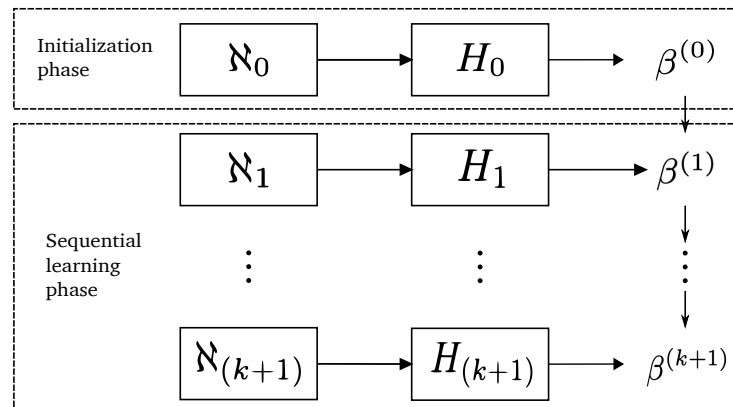 Initialization
phase
ℵ₀
H₀
β⁽⁰⁾
ℵ₁
H₁
β⁽¹⁾
Sequential
learning
phase
⋮
⋮
⋮
ℵ₍ₖ₊₁₎
H₍ₖ₊₁₎
β⁽ᵏ⁺¹⁾